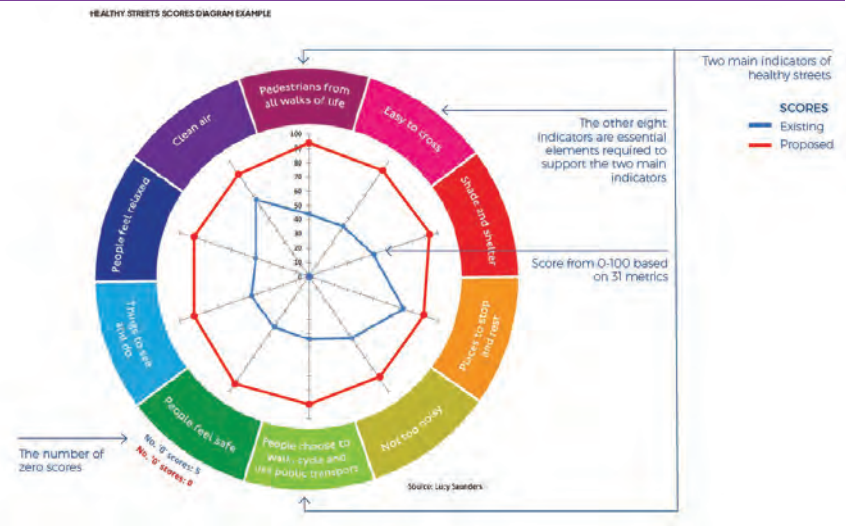 HEALTHY STREETS SCORES DIAGRAM EXAMPLE
Two main indicators of
healthy streets
SCORES
Existing
Proposed
The other eight
indicators are essential
elements required to
support the two main
indicators
Score from 0-100 based
on 31 metrics
Pedestrians from
all walks of life
Easy to cross
Shade and shelter
Places to stop
and rest
Not too noisy
People choose to
walk, cycle and
use public transport
People feel safe
Things to see
and do
People feel relaxed
Clean air
100
90
80
70
60
50
40
30
20
10
0
The number of
zero scores
No. '0' scores: 5
No. '0' scores: 0
Source: Lucy Saunders